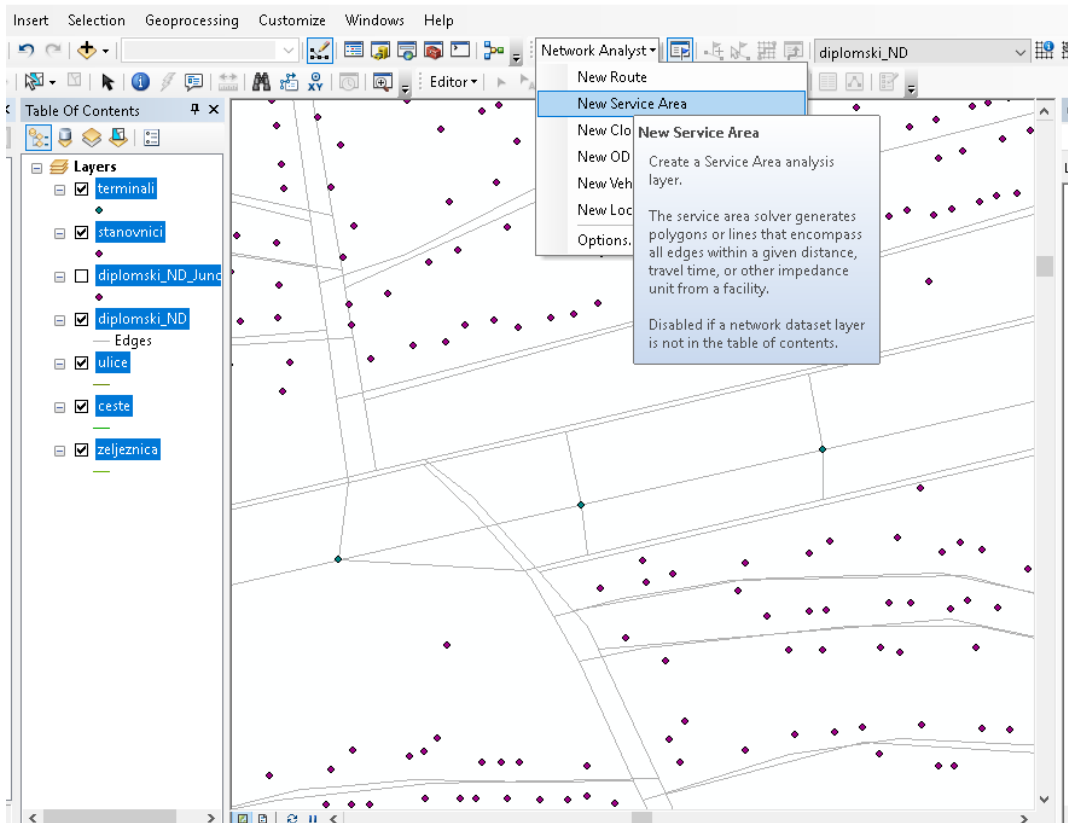 Insert Selection Geoprocessing Customize Windows Help
Network Analyst diplomski_ND
Editor
Table Of Contents
Layers
terminali
stanovnici
diplomski_ND_Junc
diplomski_ND
Edges
ulice
ceste
zeljeznica
New Route
New Service Area
New Clo
New OD
New Veh
New Loc
Options.
New Service Area
Create a Service Area analysis
layer.
The service area solver generates
polygons or lines that encompass
all edges within a given distance,
travel time, or other impedance
unit from a facility.
Disabled if a network dataset layer
is not in the table of contents.